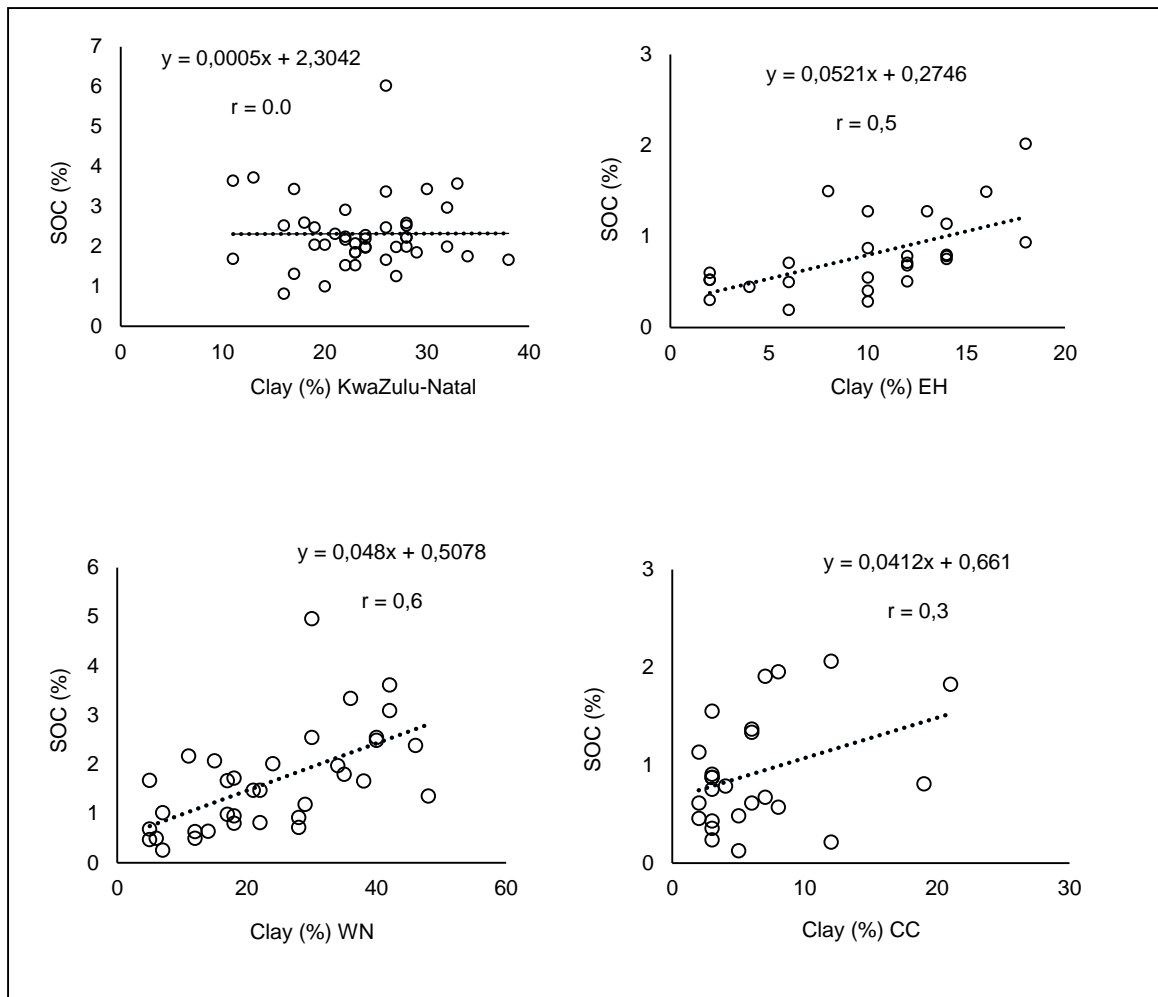 y = 0,0005x + 2,3042
r = 0.0
7
6
5
4
3
2
1
0
0
10
20
30
40
SOC (%)
Clay (%) KwaZulu-Natal
y = 0,0521x + 0,2746
r = 0,5
3
2
1
0
0
5
10
15
20
SOC (%)
Clay (%) EH
y = 0,048x + 0,5078
r = 0,6
6
5
4
3
2
1
0
0
20
40
60
SOC (%)
Clay (%) WN
y = 0,0412x + 0,661
r = 0,3
3
2
1
0
0
10
20
30
SOC (%)
Clay (%) CC